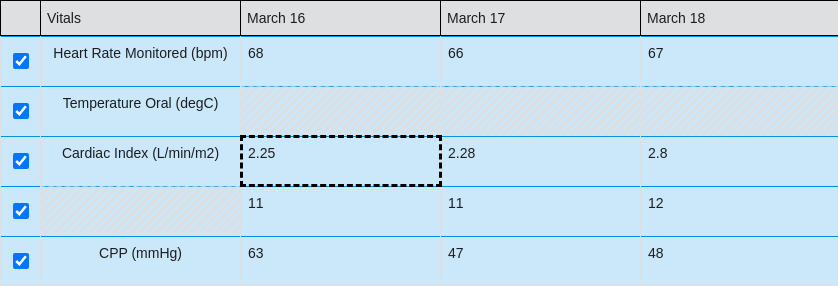 Vitals March 16 March 17 March 18
Heart Rate Monitored (bpm) 68 66 67
Temperature Oral (degC)
Cardiac Index (L/min/m2) 2.25 2.28 2.8
11 11 12
CPP (mmHg) 63 47 48